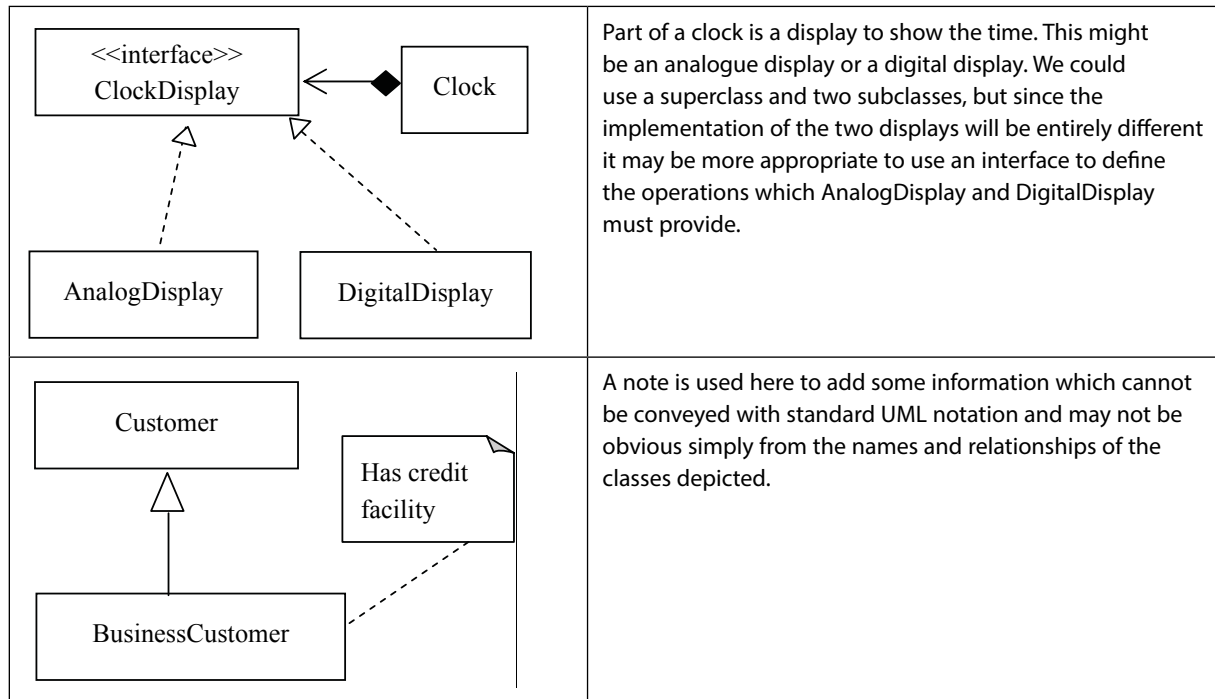 <<interface>>
ClockDisplay
Clock
AnalogDisplay
DigitalDisplay
Part of a clock is a display to show the time. This might
be an analogue display or a digital display. We could
use a superclass and two subclasses, but since the
implementation of the two displays will be entirely different
it may be more appropriate to use an interface to define
the operations which AnalogDisplay and DigitalDisplay
must provide.
Customer
Has credit
facility
BusinessCustomer
A note is used here to add some information which cannot
be conveyed with standard UML notation and may not be
obvious simply from the names and relationships of the
classes depicted.